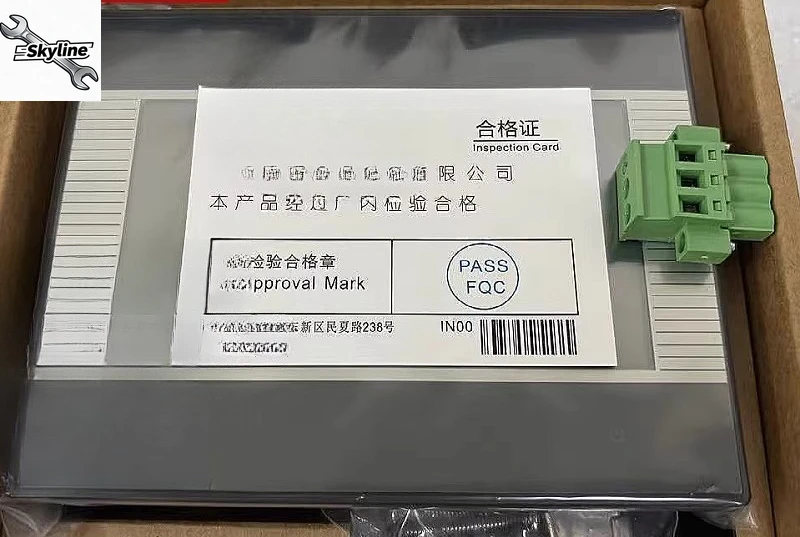 Skyline
合格证
Inspection Card
有限公司
本产品经过厂内检验合格
检验合格章
Approval Mark
PASS
FQC
新区民夏路238号
IN00